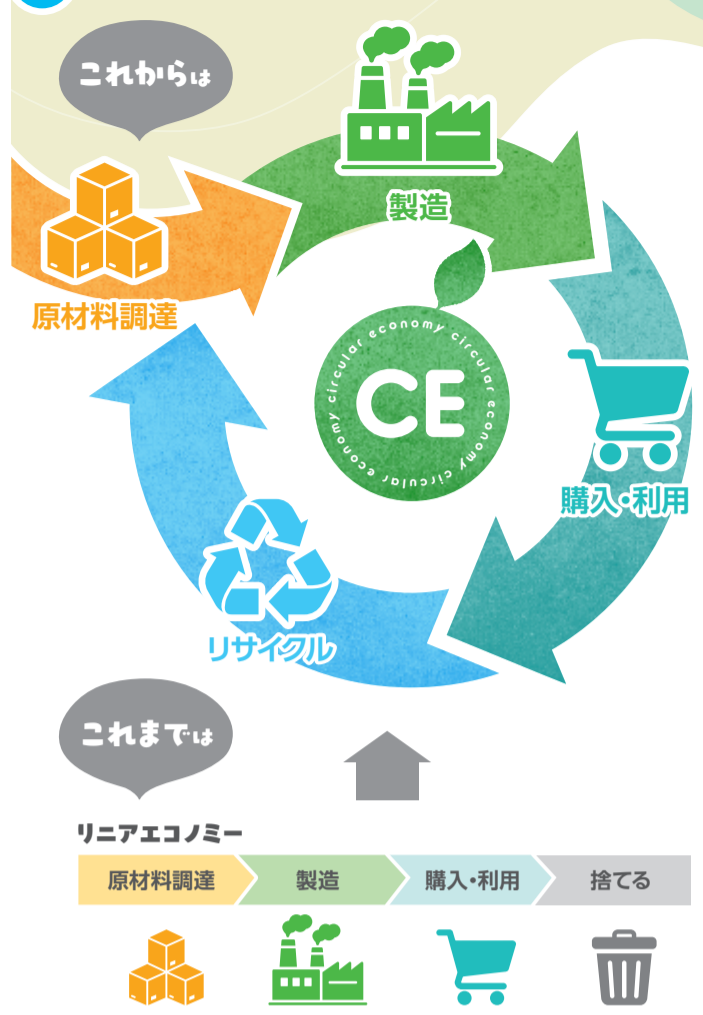 これからは
製造
原材料調達
circular economy circular economy circular economy
CE
購入・利用
リサイクル
これまでは
リニアエコノミー
原材料調達
製造
購入・利用
捨てる